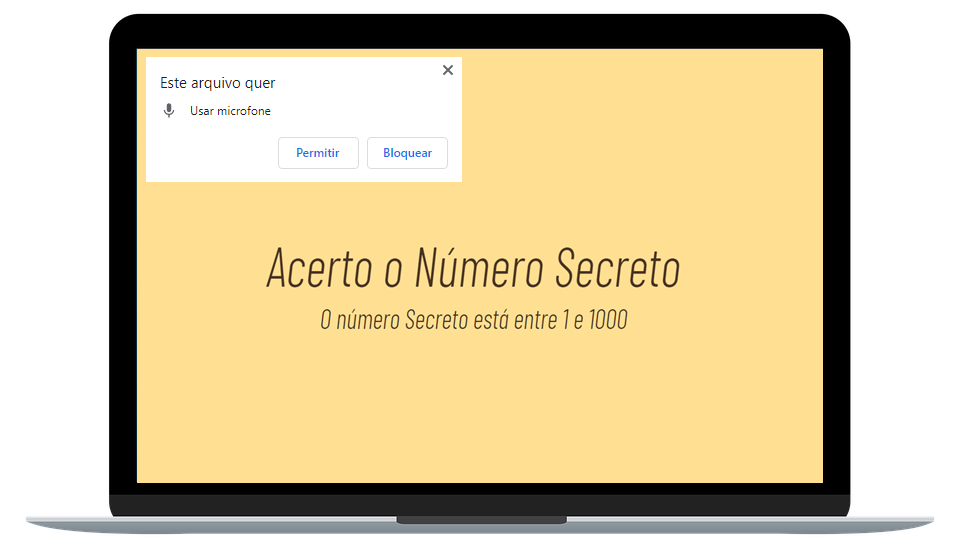 Este arquivo quer
Usar microfone
Permitir
Bloquear
Acerto o Número Secreto
O número Secreto está entre 1 e 1000